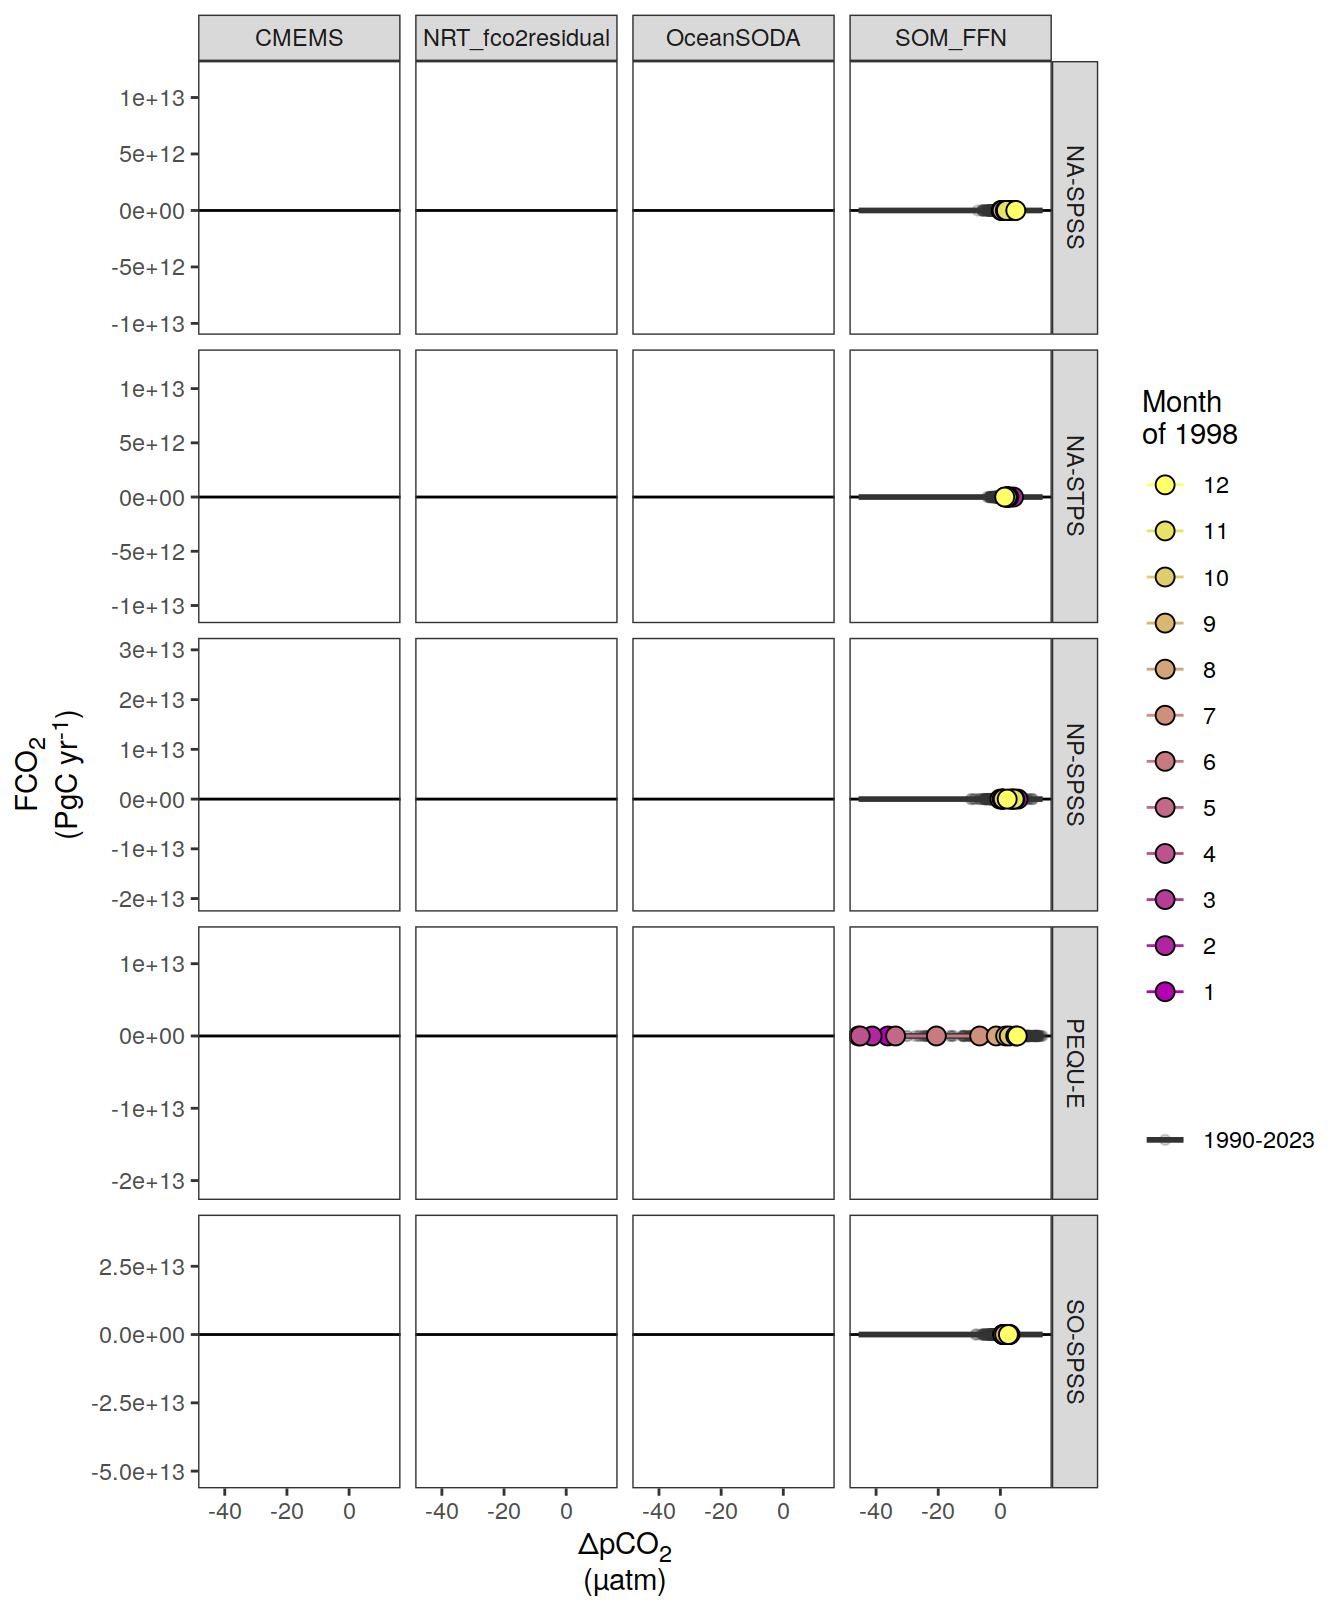 CMEMS NRT_fco2residual OceanSODA SOM_FFN
1e+13
5e+12
0e+00
-5e+12
-1e+13
NA-SPSS
1e+13
5e+12
0e+00
-5e+12
-1e+13
NA-STPS
3e+13
2e+13
1e+13
0e+00
-1e+13
-2e+13
NP-SPSS
1e+13
0e+00
-1e+13
-2e+13
PEQU-E
2.5e+13
0.0e+00
-2.5e+13
-5.0e+13
SO-SPSS
-40 -20 0 -40 -20 0 -40 -20 0 -40 -20 0
ΔpCO₂
(µatm)
FCO₂
(PgC yr⁻¹)
Month
of 1998
12
11
10
9
8
7
6
5
4
3
2
1
1990-2023